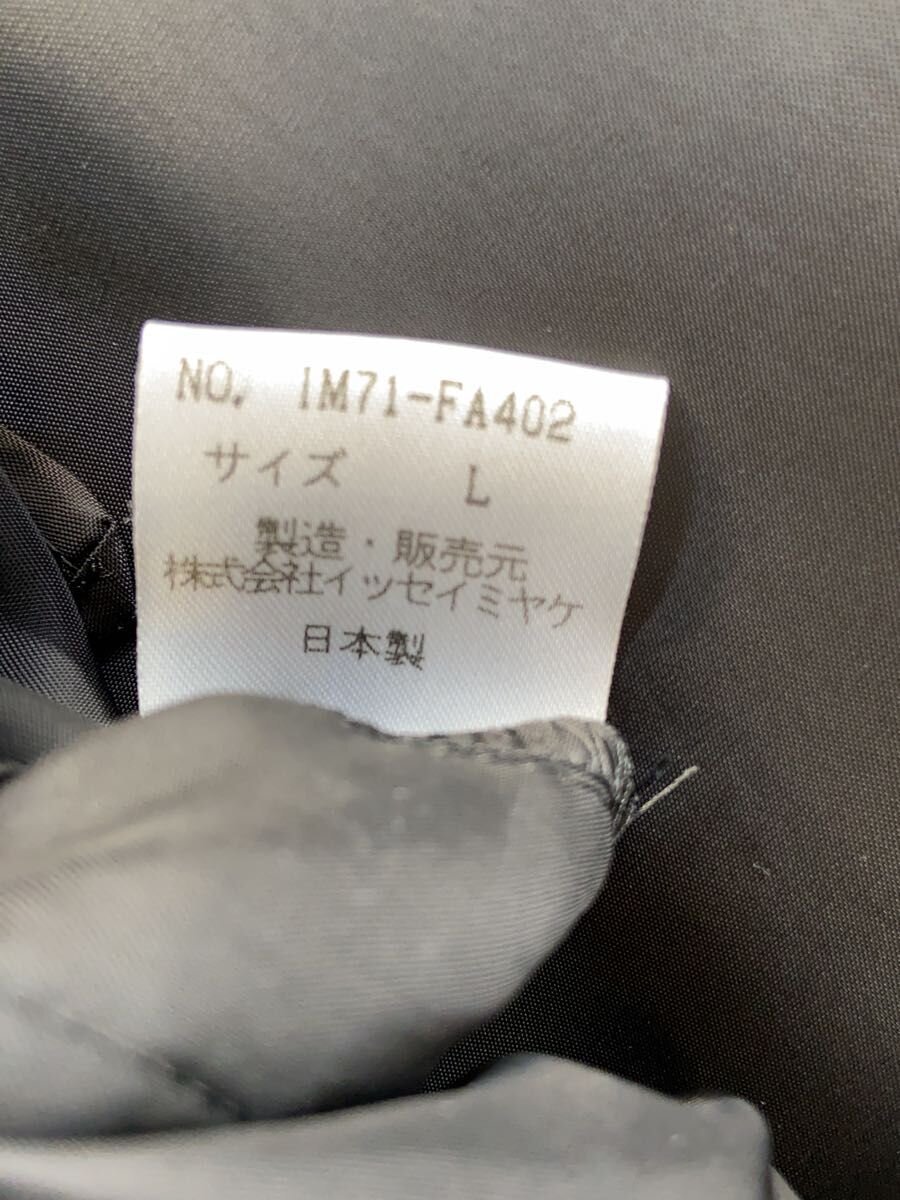 NO. IM71-FA402
サイズ L
製造・販売元
株式会社イッセイミヤケ
日本製